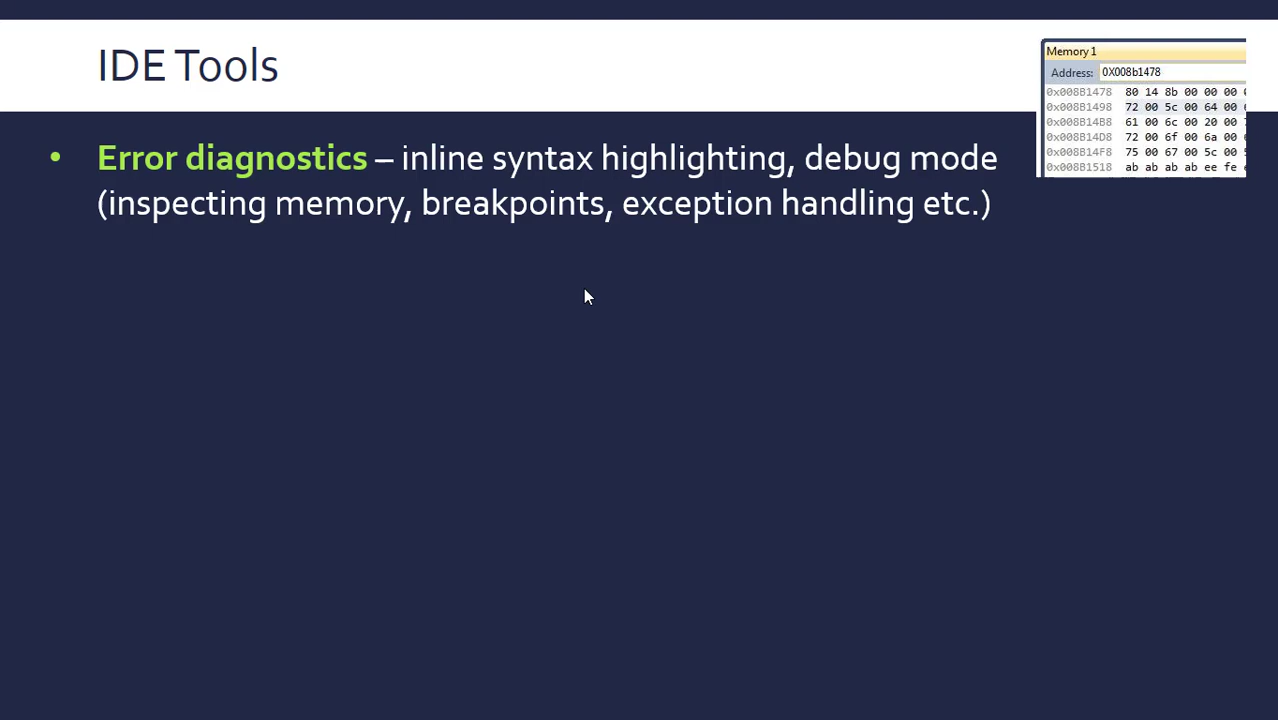 IDE Tools
• Error diagnostics – inline syntax highlighting, debug mode
(inspecting memory, breakpoints, exception handling etc.)
Memory 1
Address: 0X008b1478
0x008B1478 80 14 8b 00 00 00
0x008B1498 72 00 5c 00 64 00
0x008B14B8 61 00 6c 00 20 00
0x008B14D8 72 00 6f 00 6a 00
0x008B14F8 75 00 67 00 5c 00
0x008B1518 ab ab ab ab ee fe